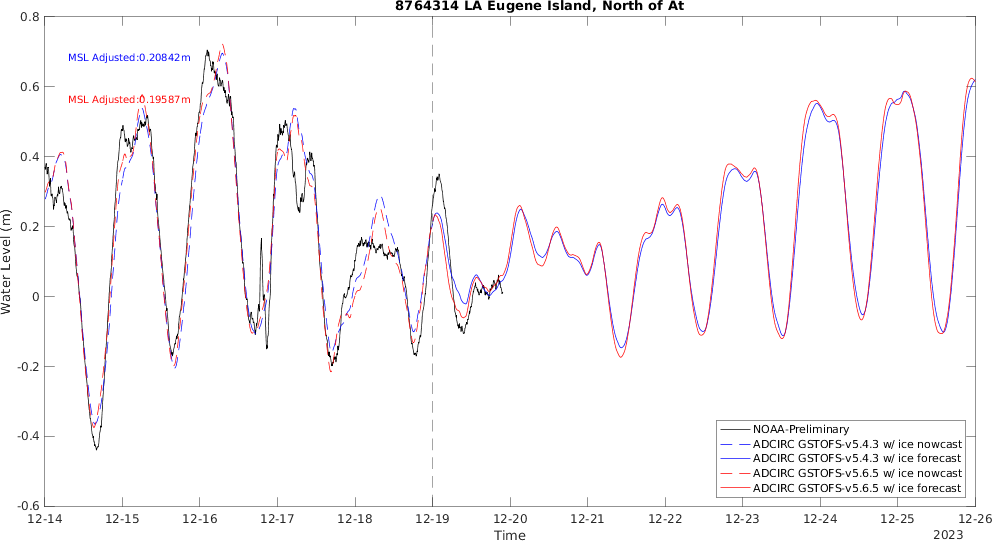 8764314 LA Eugene Island, North of At
0.8
0.6
0.4
0.2
0
-0.2
-0.4
-0.6
Water Level (m)
MSL Adjusted:0.20842m
MSL Adjusted:0.19587m
NOAA-Preliminary
ADCIRC GSTOFS-v5.4.3 w/ ice nowcast
ADCIRC GSTOFS-v5.4.3 w/ ice forecast
ADCIRC GSTOFS-v5.6.5 w/ ice nowcast
ADCIRC GSTOFS-v5.6.5 w/ ice forecast
12-14 12-15 12-16 12-17 12-18 12-19 12-20 12-21 12-22 12-23 12-24 12-25 12-26
Time
2023